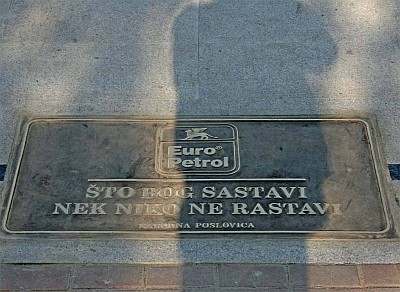 Euro
Petrol
ŠTO BOG SASTAVI
NEK NIKO NE RASTAVI
NARODNA POSLOVICA